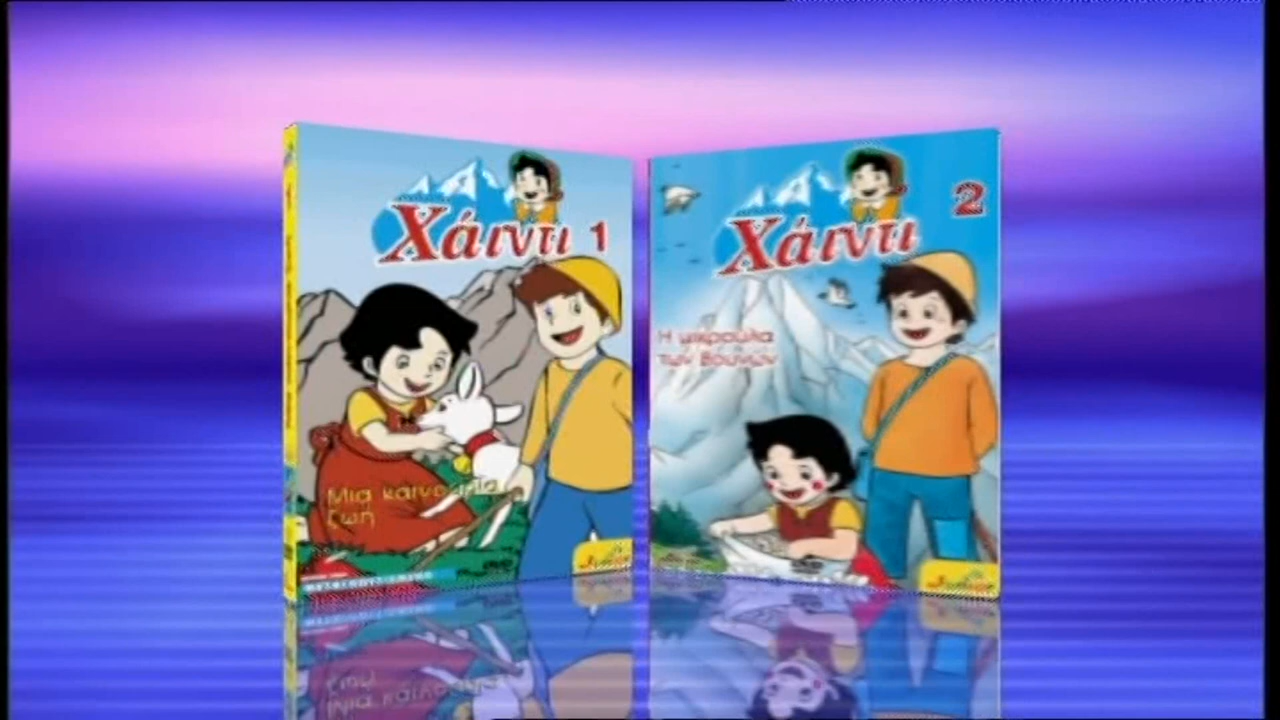 Χάιντι 1
Μια καινούρια
ζωή
Χάιντι 2
Η μικρούλα
των βουνών